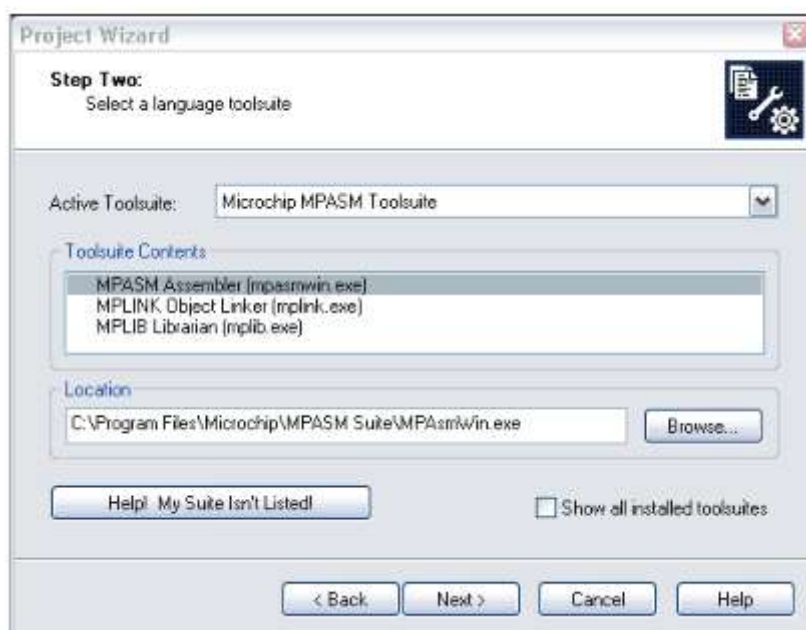 Project Wizard
Step Two:
Select a language toolsuite
Active Toolsuite: Microchip MPASM Toolsuite
Toolsuite Contents
MPASM Assembler (mpasmwin.exe)
MPLINK Object Linker (mplink.exe)
MPLIB Librarian (mplib.exe)
Location
C:\Program Files\Microchip\MPASM Suite\MPAsmWin.exe Browse...
Help! My Suite Isn't Listed! Show all installed toolsuites
< Back Next > Cancel Help